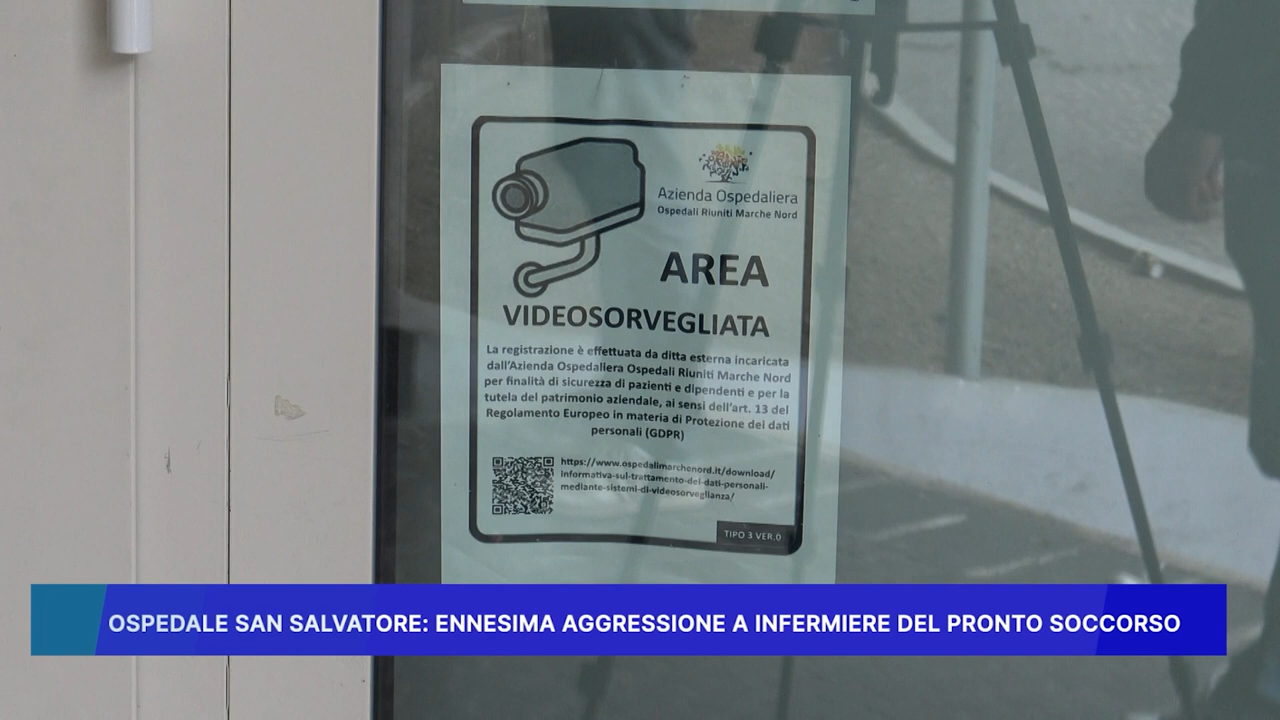 Azienda Ospedaliera
Ospedali Riuniti Marche Nord
AREA
VIDEOSORVEGLIATA
La registrazione è effettuata da ditta esterna incaricata
dall'Azienda Ospedaliera Ospedali Riuniti Marche Nord
per finalità di sicurezza di pazienti e dipendenti e per la
tutela del patrimonio aziendale, ai sensi dell'art. 13 del
Regolamento Europeo in materia di Protezione dei dati
personali (GDPR)
https://www.ospedalimarchenord.it/download/
informativa-sul-trattamento-dei-dati-personali-
mediante-sistemi-di-videosorveglianza/
TIPO 3 VER.0
OSPEDALE SAN SALVATORE: ENNESIMA AGGRESSIONE A INFERMIERE DEL PRONTO SOCCORSO